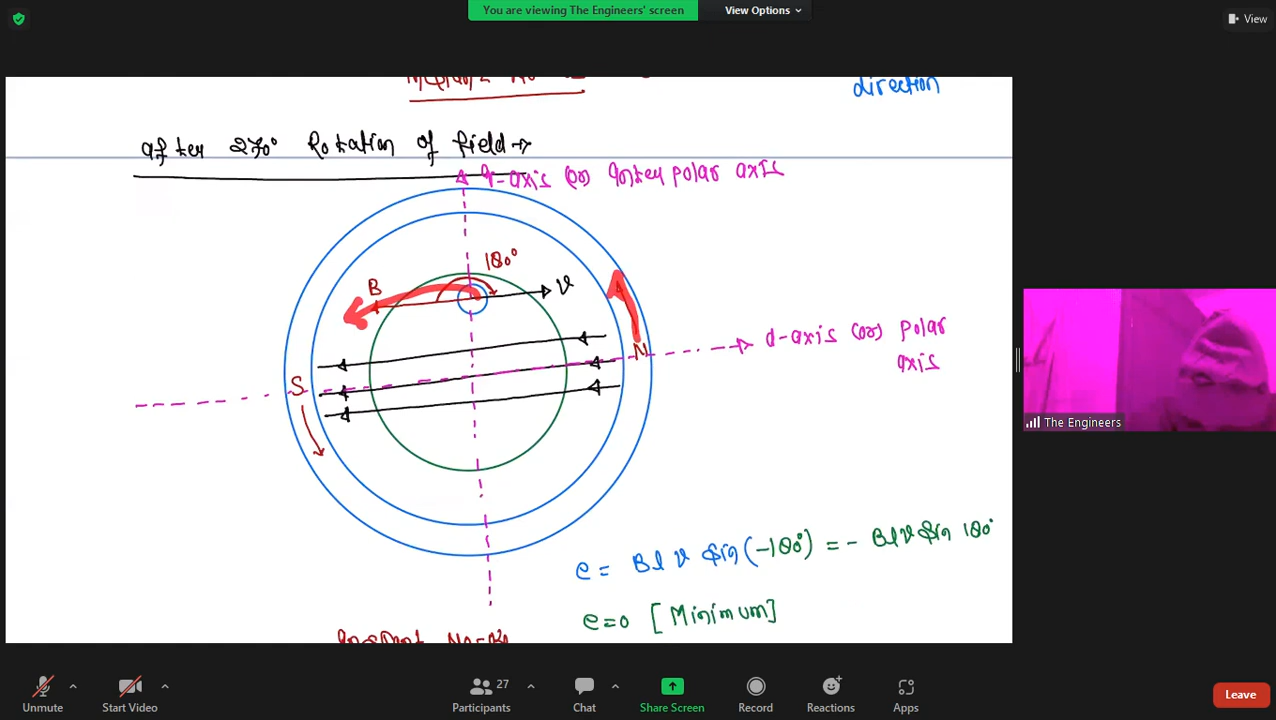 You are viewing The Engineers' screen
View Options
View
direction
after 270° Rotation of field→
q-axis (or) Inter polar axis
180°
B
v
N
d-axis (or) polar
axis
S
The Engineers
e = Bl v Sin (-180°) = - Blv Sin 180°
e=0 [Minimum]
27
Unmute
Start Video
Participants
Chat
Share Screen
Record
Reactions
Apps
Leave